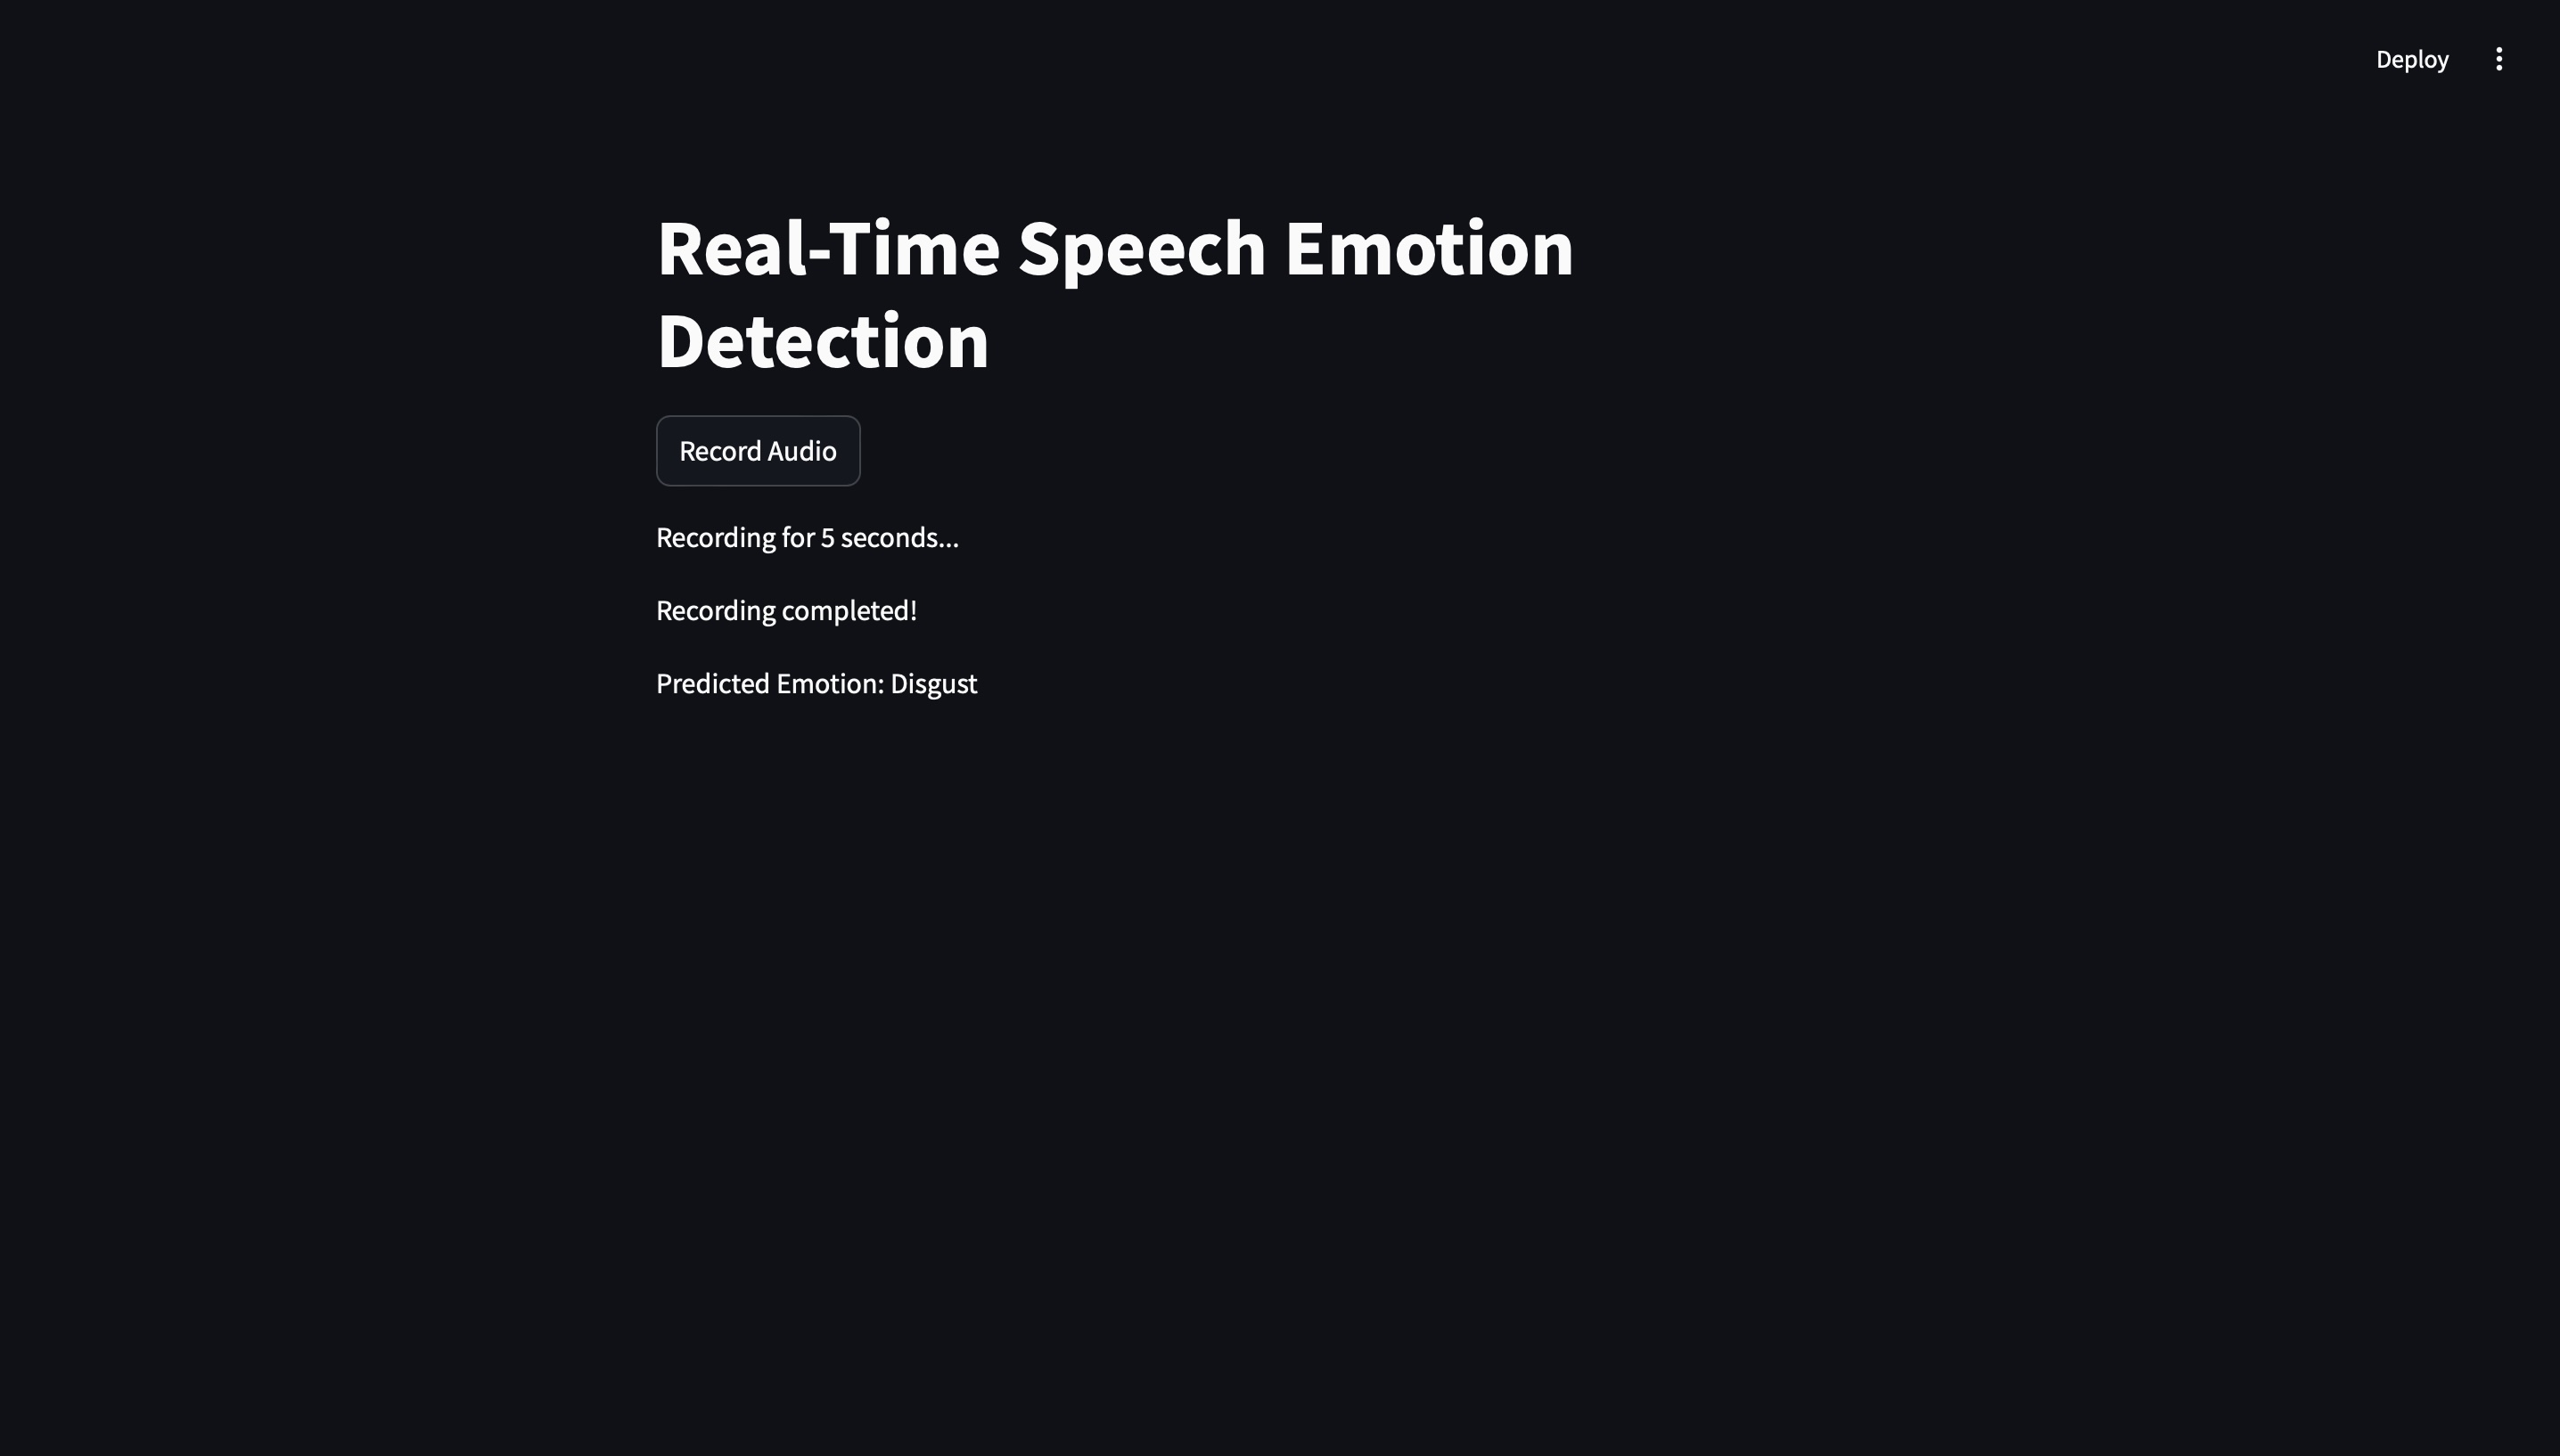 Deploy
Real-Time Speech Emotion
Detection
Record Audio
Recording for 5 seconds...
Recording completed!
Predicted Emotion: Disgust